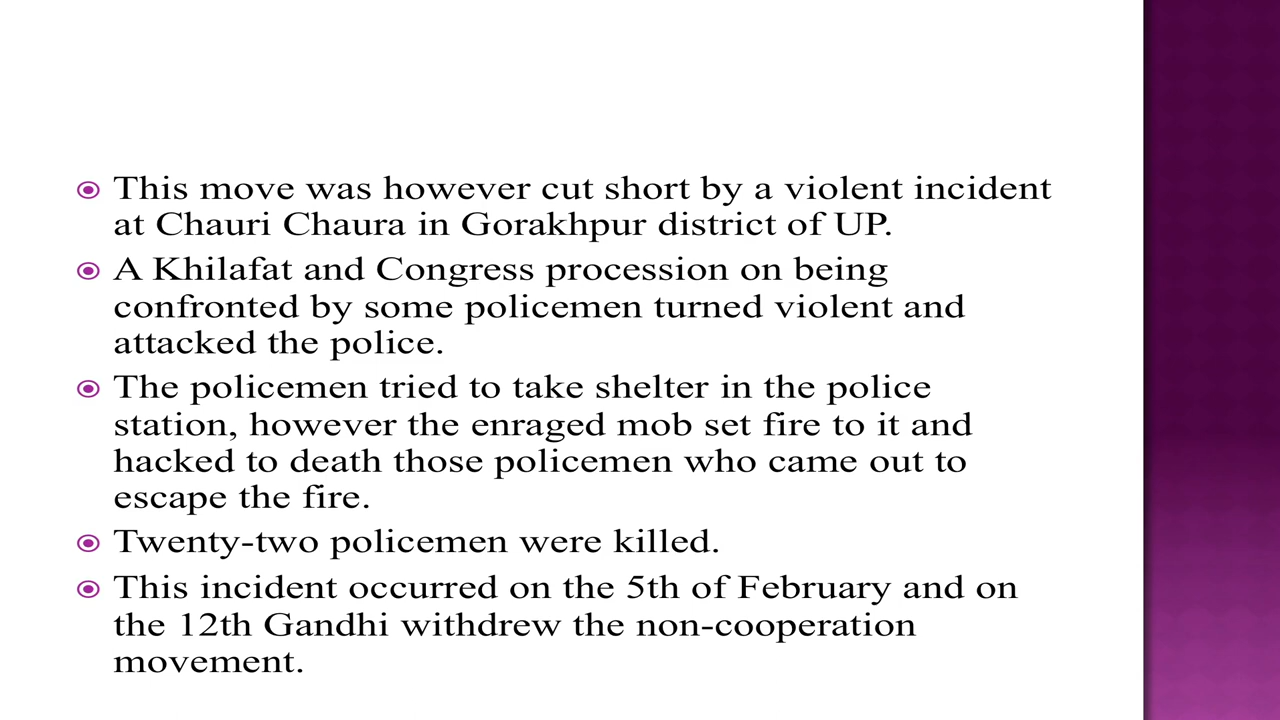 This move was however cut short by a violent incident
at Chauri Chaura in Gorakhpur district of UP.
A Khilafat and Congress procession on being
confronted by some policemen turned violent and
attacked the police.
The policemen tried to take shelter in the police
station, however the enraged mob set fire to it and
hacked to death those policemen who came out to
escape the fire.
Twenty-two policemen were killed.
This incident occurred on the 5th of February and on
the 12th Gandhi withdrew the non-cooperation
movement.